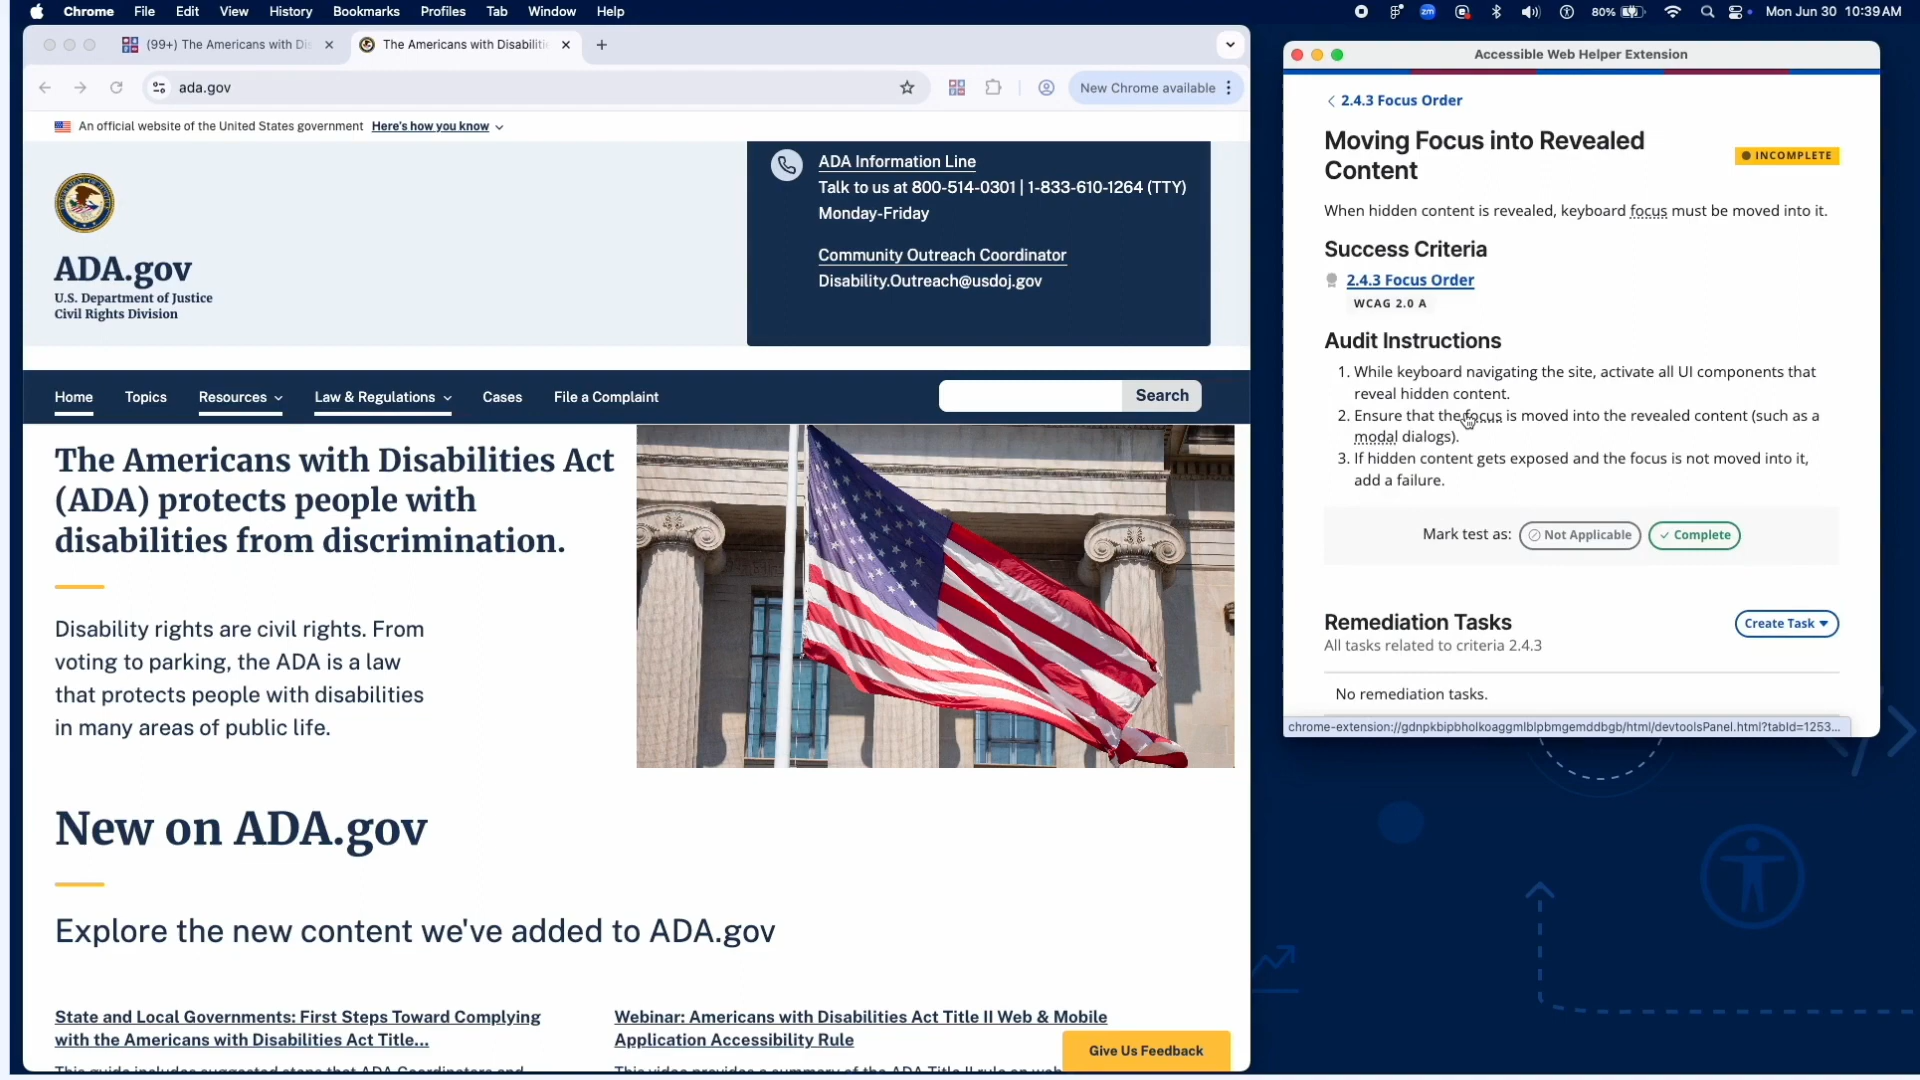 Chrome File Edit View History Bookmarks Profiles Tab Window Help
zm 80% Mon Jun 30 10:39 AM
(99+) The Americans with Di
The Americans with Disabiliti
ada.gov
New Chrome available
An official website of the United States government Here's how you know
ADA.gov
U.S. Department of Justice
Civil Rights Division
ADA Information Line
Talk to us at 800-514-0301 | 1-833-610-1264 (TTY)
Monday-Friday
Community Outreach Coordinator
Disability.Outreach@usdoj.gov
Home Topics Resources Law & Regulations Cases File a Complaint Search
The Americans with Disabilities Act
(ADA) protects people with
disabilities from discrimination.
Disability rights are civil rights. From
voting to parking, the ADA is a law
that protects people with disabilities
in many areas of public life.
New on ADA.gov
Explore the new content we've added to ADA.gov
State and Local Governments: First Steps Toward Complying
with the Americans with Disabilities Act Title...
Webinar: Americans with Disabilities Act Title II Web & Mobile
Application Accessibility Rule
Give Us Feedback
Accessible Web Helper Extension
2.4.3 Focus Order
Moving Focus into Revealed
Content
INCOMPLETE
When hidden content is revealed, keyboard focus must be moved into it.
Success Criteria
2.4.3 Focus Order
WCAG 2.0 A
Audit Instructions
1. While keyboard navigating the site, activate all UI components that
reveal hidden content.
2. Ensure that the focus is moved into the revealed content (such as a
modal dialogs).
3. If hidden content gets exposed and the focus is not moved into it,
add a failure.
Mark test as: Not Applicable Complete
Remediation Tasks
Create Task
All tasks related to criteria 2.4.3
No remediation tasks.
chrome-extension://gdnpkbipbholkoaggmlblpbmgemddbgb/html/devtoolsPanel.html?tabId=1253...